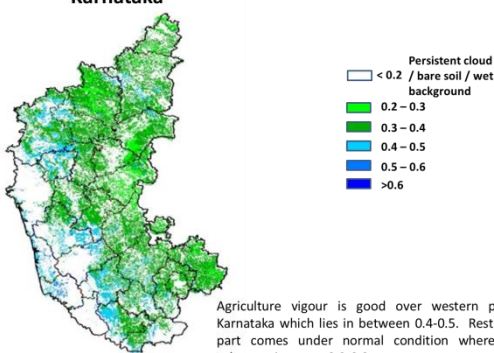 Karnataka
Persistent cloud
< 0.2 / bare soil / wet
background
0.2 – 0.3
0.3 – 0.4
0.4 – 0.5
0.5 – 0.6
>0.6
Agriculture vigour is good over western
Karnataka which lies in between 0.4-0.5. Rest
part comes under normal condition where